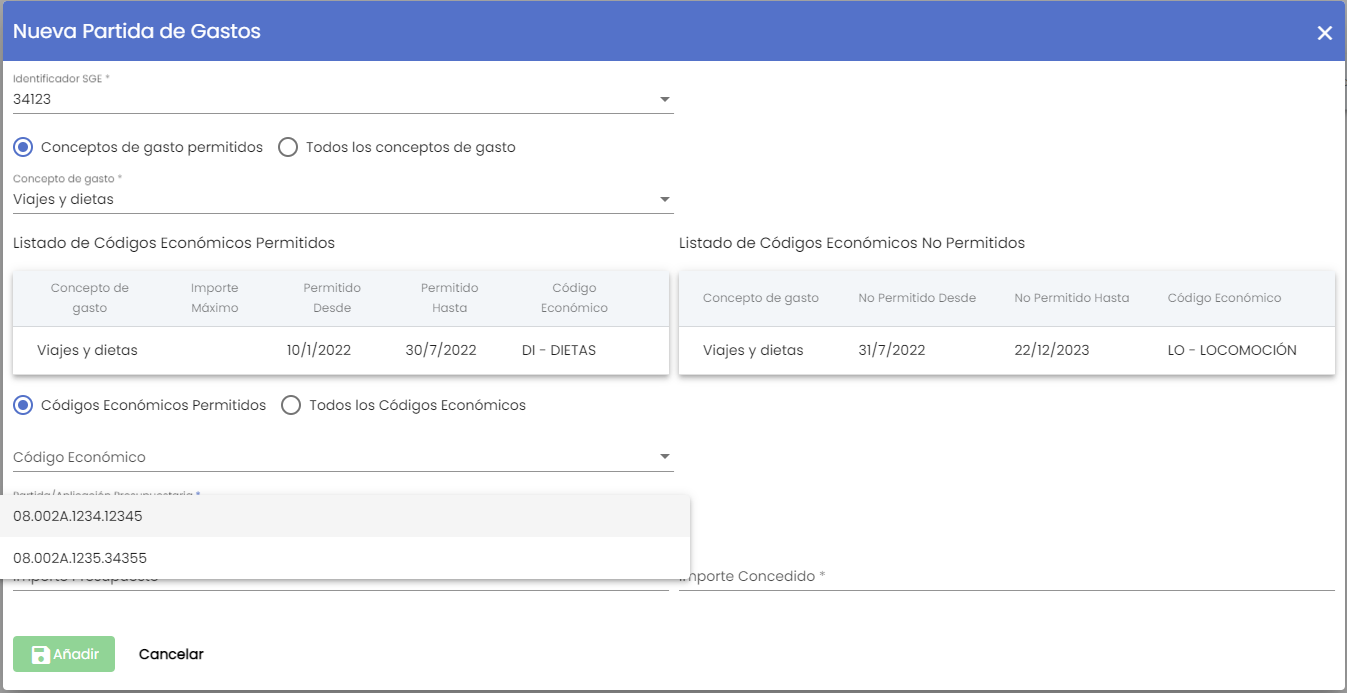 Nueva Partida de Gastos
Identificador SGE *
34123
Conceptos de gasto permitidos
Todos los conceptos de gasto
Concepto de gasto *
Viajes y dietas
Listado de Códigos Económicos Permitidos
Listado de Códigos Económicos No Permitidos
Concepto de gasto
Importe Máximo
Permitido Desde
Permitido Hasta
Código Económico
Viajes y dietas
10/1/2022
30/7/2022
DI - DIETAS
Concepto de gasto
No Permitido Desde
No Permitido Hasta
Código Económico
Viajes y dietas
31/7/2022
22/12/2023
LO - LOCOMOCIÓN
Códigos Económicos Permitidos
Todos los Códigos Económicos
Código Económico
Partida/Aplicación Presupuestaria *
08.002A.1234.12345
08.002A.1235.34355
Importe Presupuesto
Importe Concedido *
Añadir
Cancelar